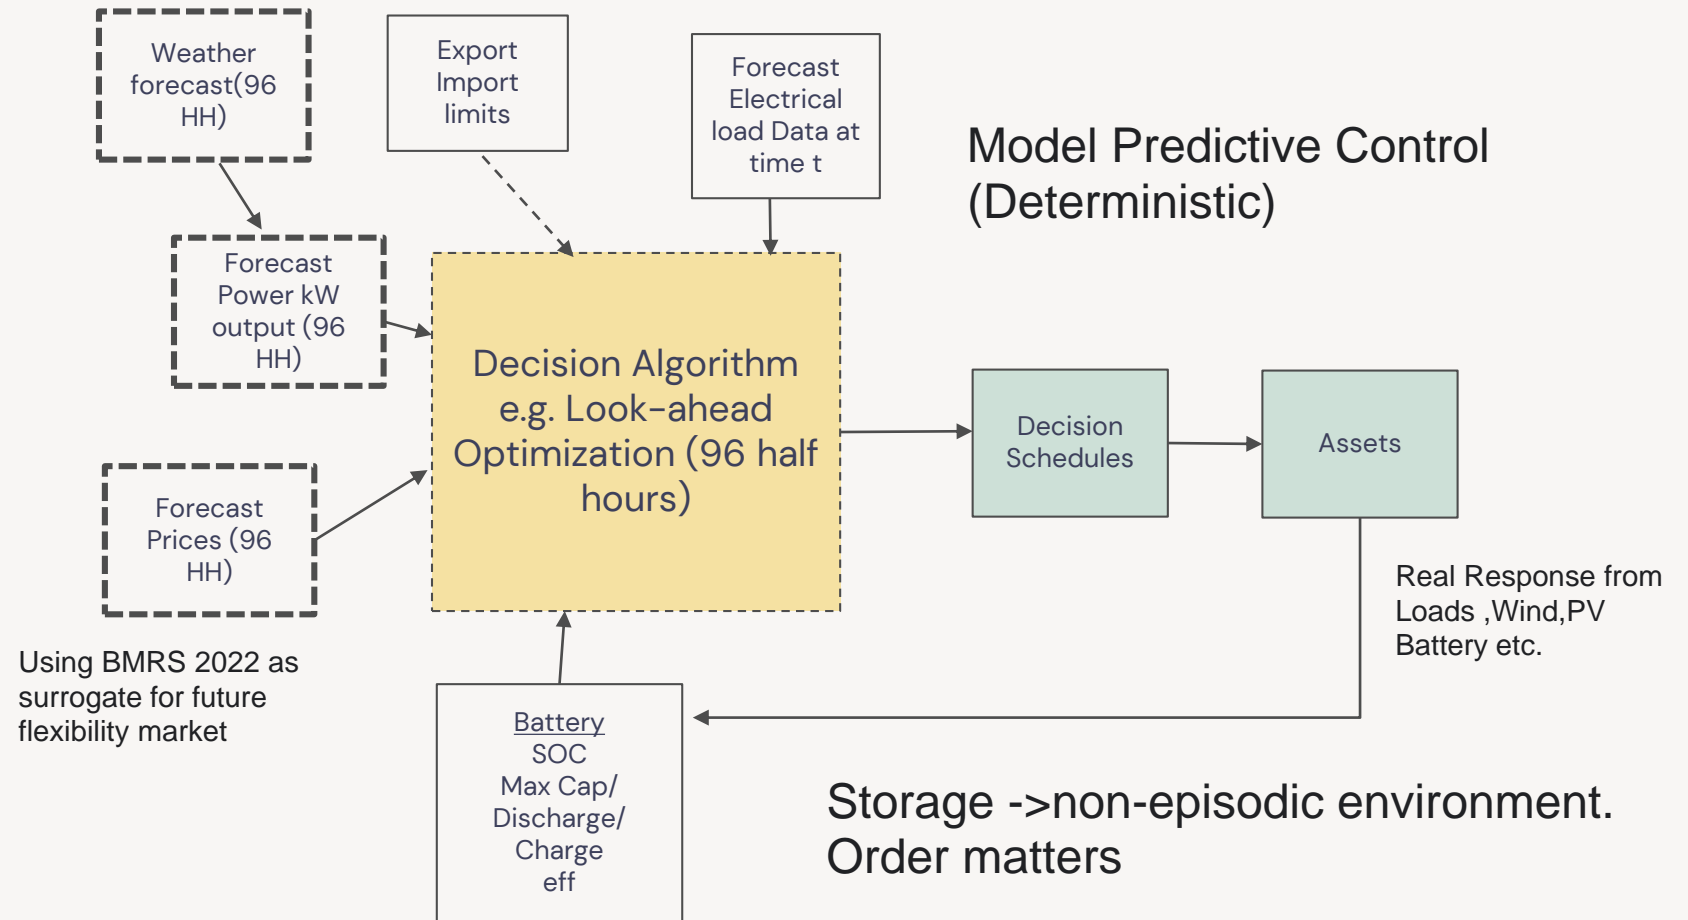 Weather
forecast(96
HH)
Export
Import
limits
Forecast
Electrical
load Data at
time t
Model Predictive Control
(Deterministic)
Forecast
Power kW
output (96
HH)
Decision Algorithm
e.g. Look-ahead
Optimization (96 half
hours)
Decision
Schedules
Assets
Forecast
Prices (96
HH)
Real Response from
Loads ,Wind,PV
Battery etc.
Using BMRS 2022 as
surrogate for future
flexibility market
Battery
SOC
Max Cap/
Discharge/
Charge
eff
Storage ->non-episodic environment.
Order matters